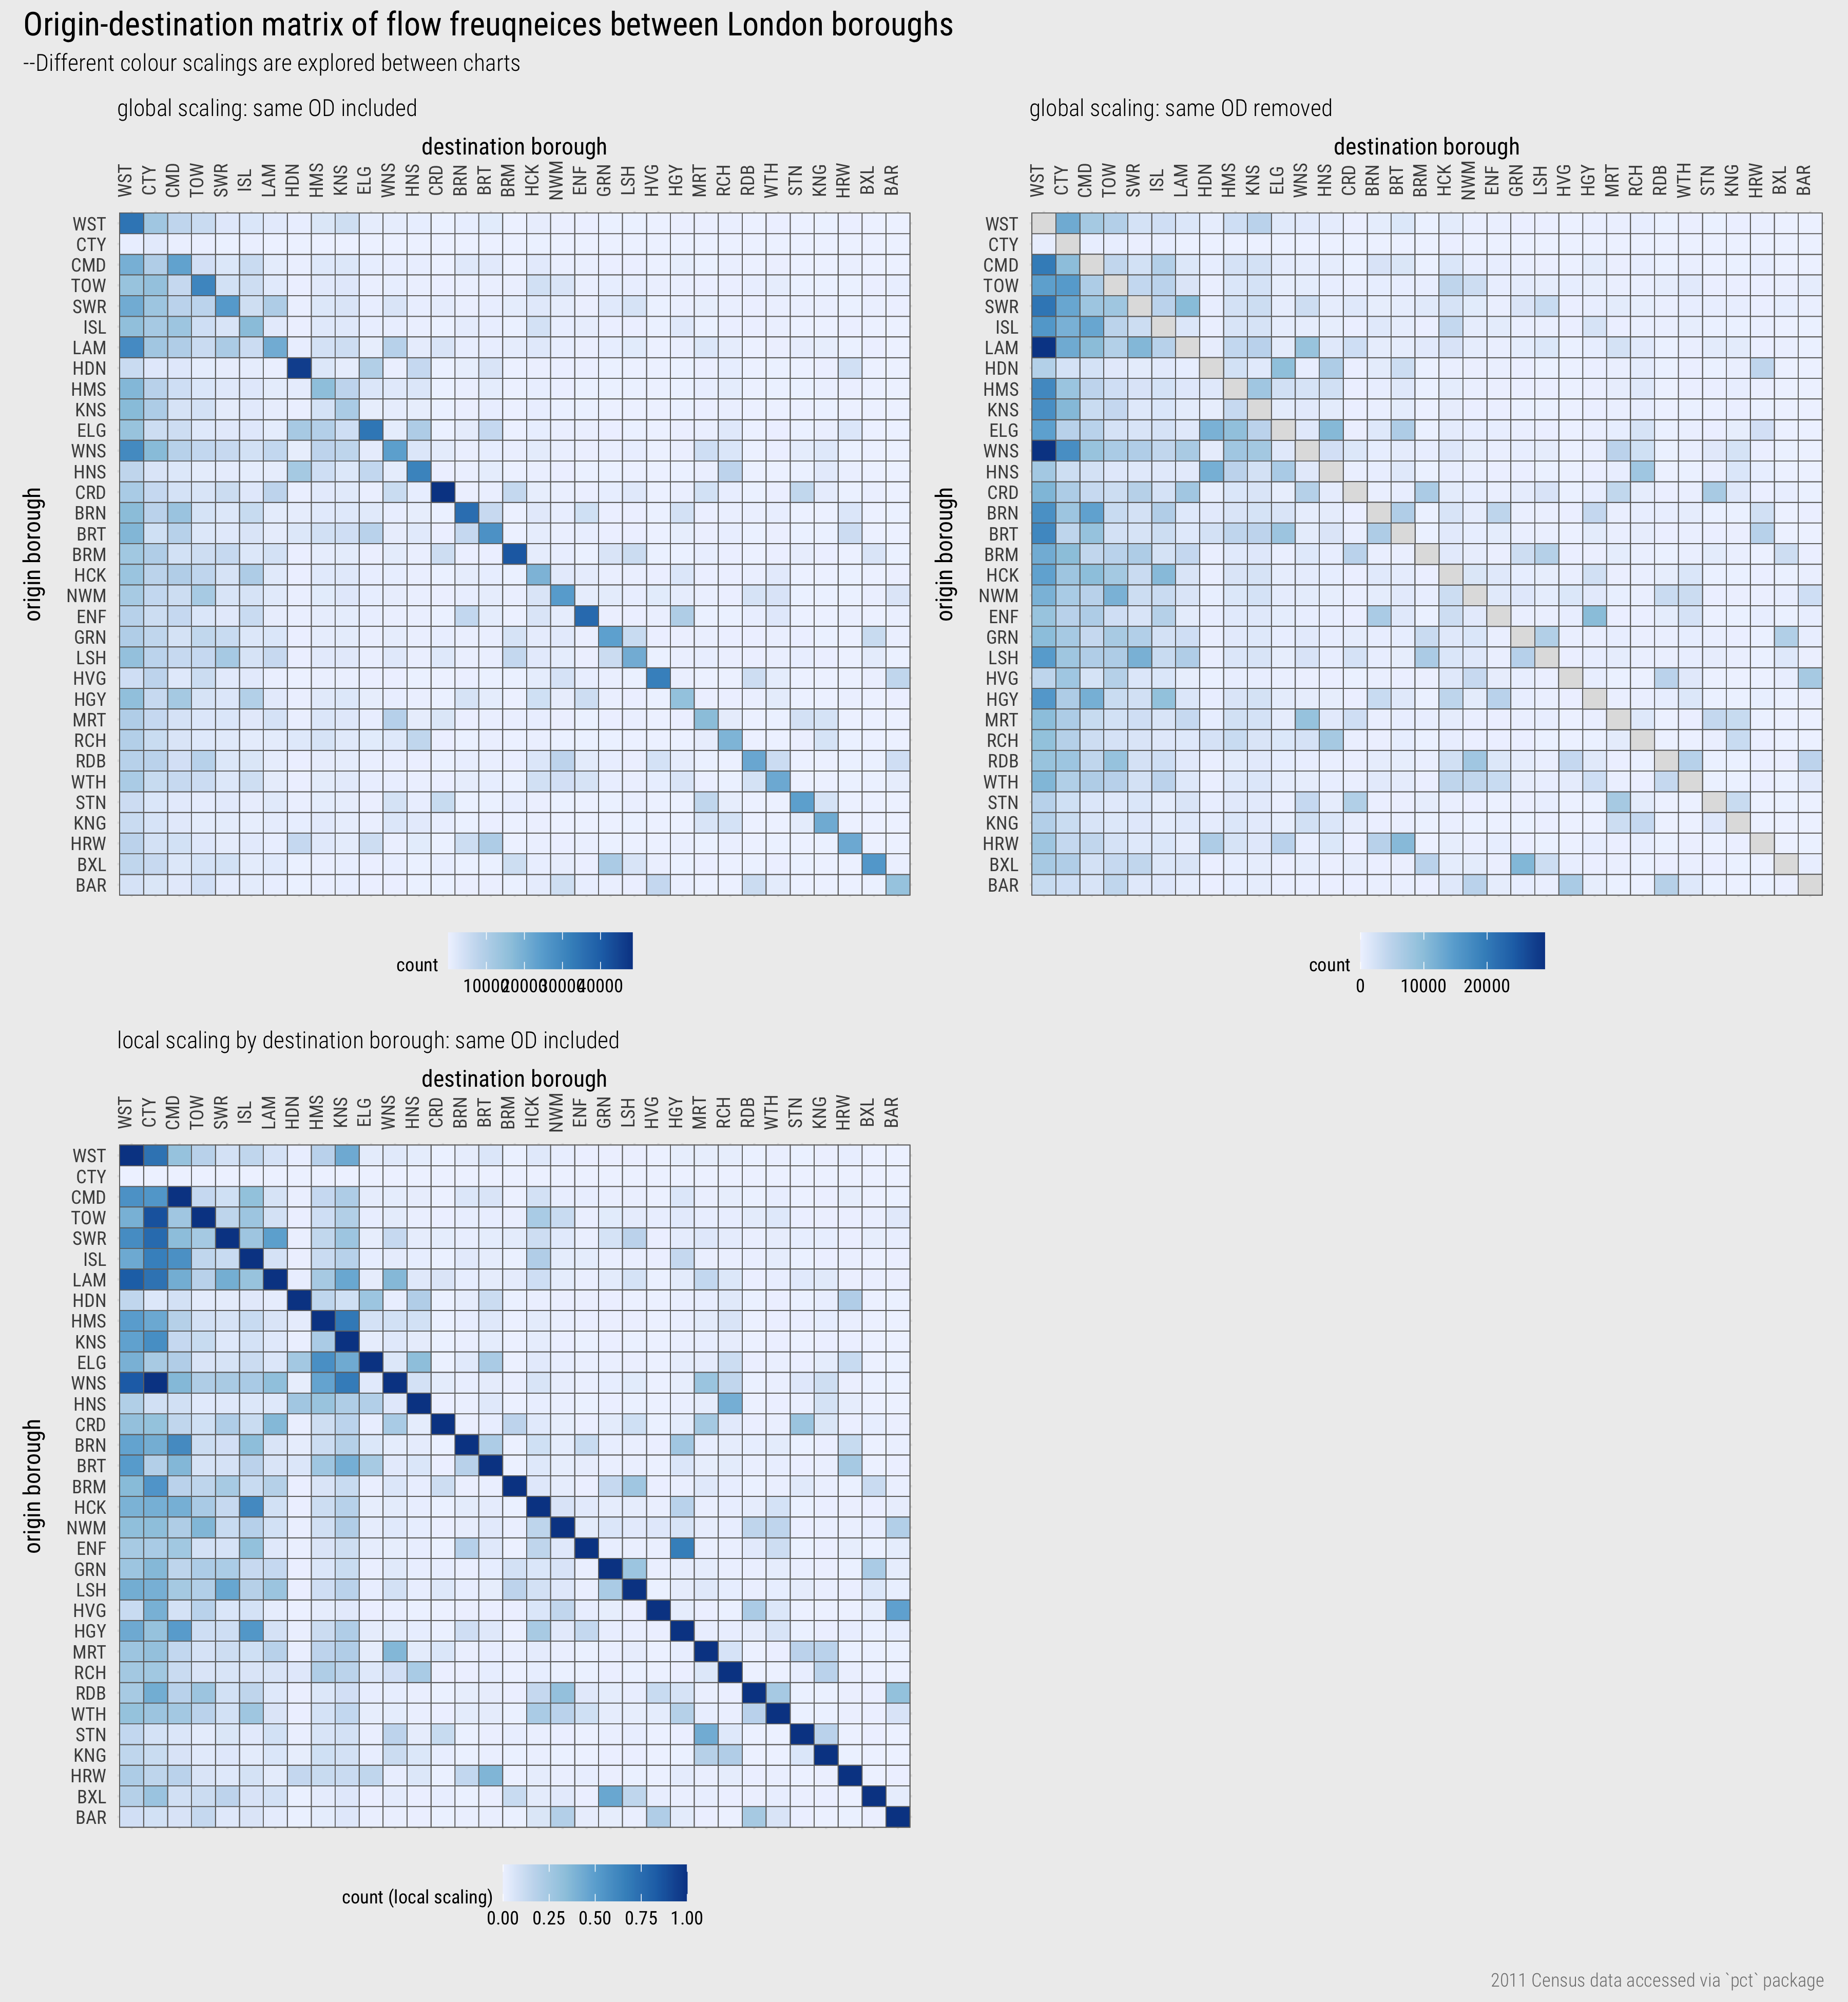 Origin-destination matrix of flow freuqneices between London boroughs
--Different colour scalings are explored between charts
global scaling: same OD included
destination borough
WST CTY CMD TOW SWR ISL LAM HDN HMS KNS ELG WNS HNS CRD BRN BRT BRM HCK NWM ENF GRN LSH HVG HGY MRT RCH RDB WTH STN KNG HRW BXL BAR
origin borough
WST
CTY
CMD
TOW
SWR
ISL
LAM
HDN
HMS
KNS
ELG
WNS
HNS
CRD
BRN
BRT
BRM
HCK
NWM
ENF
GRN
LSH
HVG
HGY
MRT
RCH
RDB
WTH
STN
KNG
HRW
BXL
BAR
count
10000 20000 30000 40000
global scaling: same OD removed
destination borough
WST CTY CMD TOW SWR ISL LAM HDN HMS KNS ELG WNS HNS CRD BRN BRT BRM HCK NWM ENF GRN LSH HVG HGY MRT RCH RDB WTH STN KNG HRW BXL BAR
origin borough
WST
CTY
CMD
TOW
SWR
ISL
LAM
HDN
HMS
KNS
ELG
WNS
HNS
CRD
BRN
BRT
BRM
HCK
NWM
ENF
GRN
LSH
HVG
HGY
MRT
RCH
RDB
WTH
STN
KNG
HRW
BXL
BAR
count
0 10000 20000
local scaling by destination borough: same OD included
destination borough
WST CTY CMD TOW SWR ISL LAM HDN HMS KNS ELG WNS HNS CRD BRN BRT BRM HCK NWM ENF GRN LSH HVG HGY MRT RCH RDB WTH STN KNG HRW BXL BAR
origin borough
WST
CTY
CMD
TOW
SWR
ISL
LAM
HDN
HMS
KNS
ELG
WNS
HNS
CRD
BRN
BRT
BRM
HCK
NWM
ENF
GRN
LSH
HVG
HGY
MRT
RCH
RDB
WTH
STN
KNG
HRW
BXL
BAR
count (local scaling)
0.00 0.25 0.50 0.75 1.00
2011 Census data accessed via `pct` package